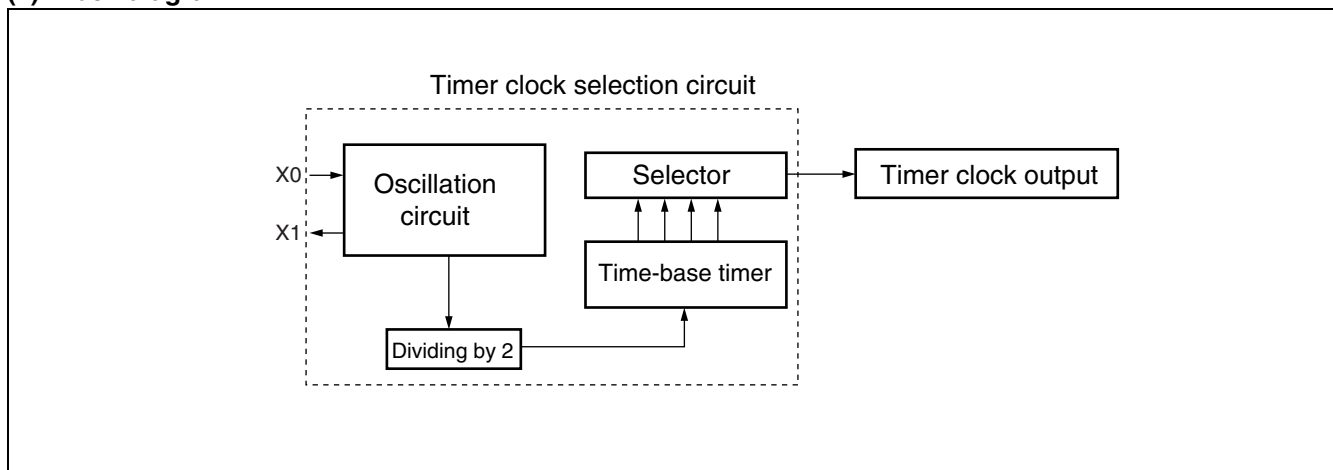 Timer clock selection circuit
X0
Oscillation
circuit
X1
Selector
Timer clock output
Time-base timer
Dividing by 2